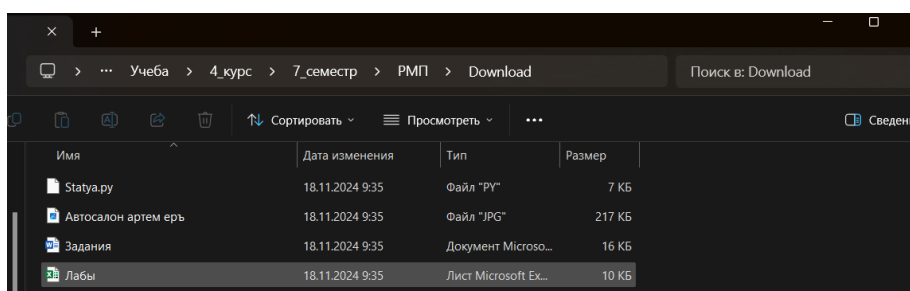 ··· Учеба > 4_курс > 7_семестр > РМП > Download Поиск в: Download
Сортировать Просмотреть ··· Сведен
Имя Дата изменения Тип Размер
Statya.py 18.11.2024 9:35 Файл "PY" 7 КБ
Автосалон артем еръ 18.11.2024 9:35 Файл "JPG" 217 КБ
Задания 18.11.2024 9:35 Документ Microso... 16 КБ
Лабы 18.11.2024 9:35 Лист Microsoft Ex... 10 КБ